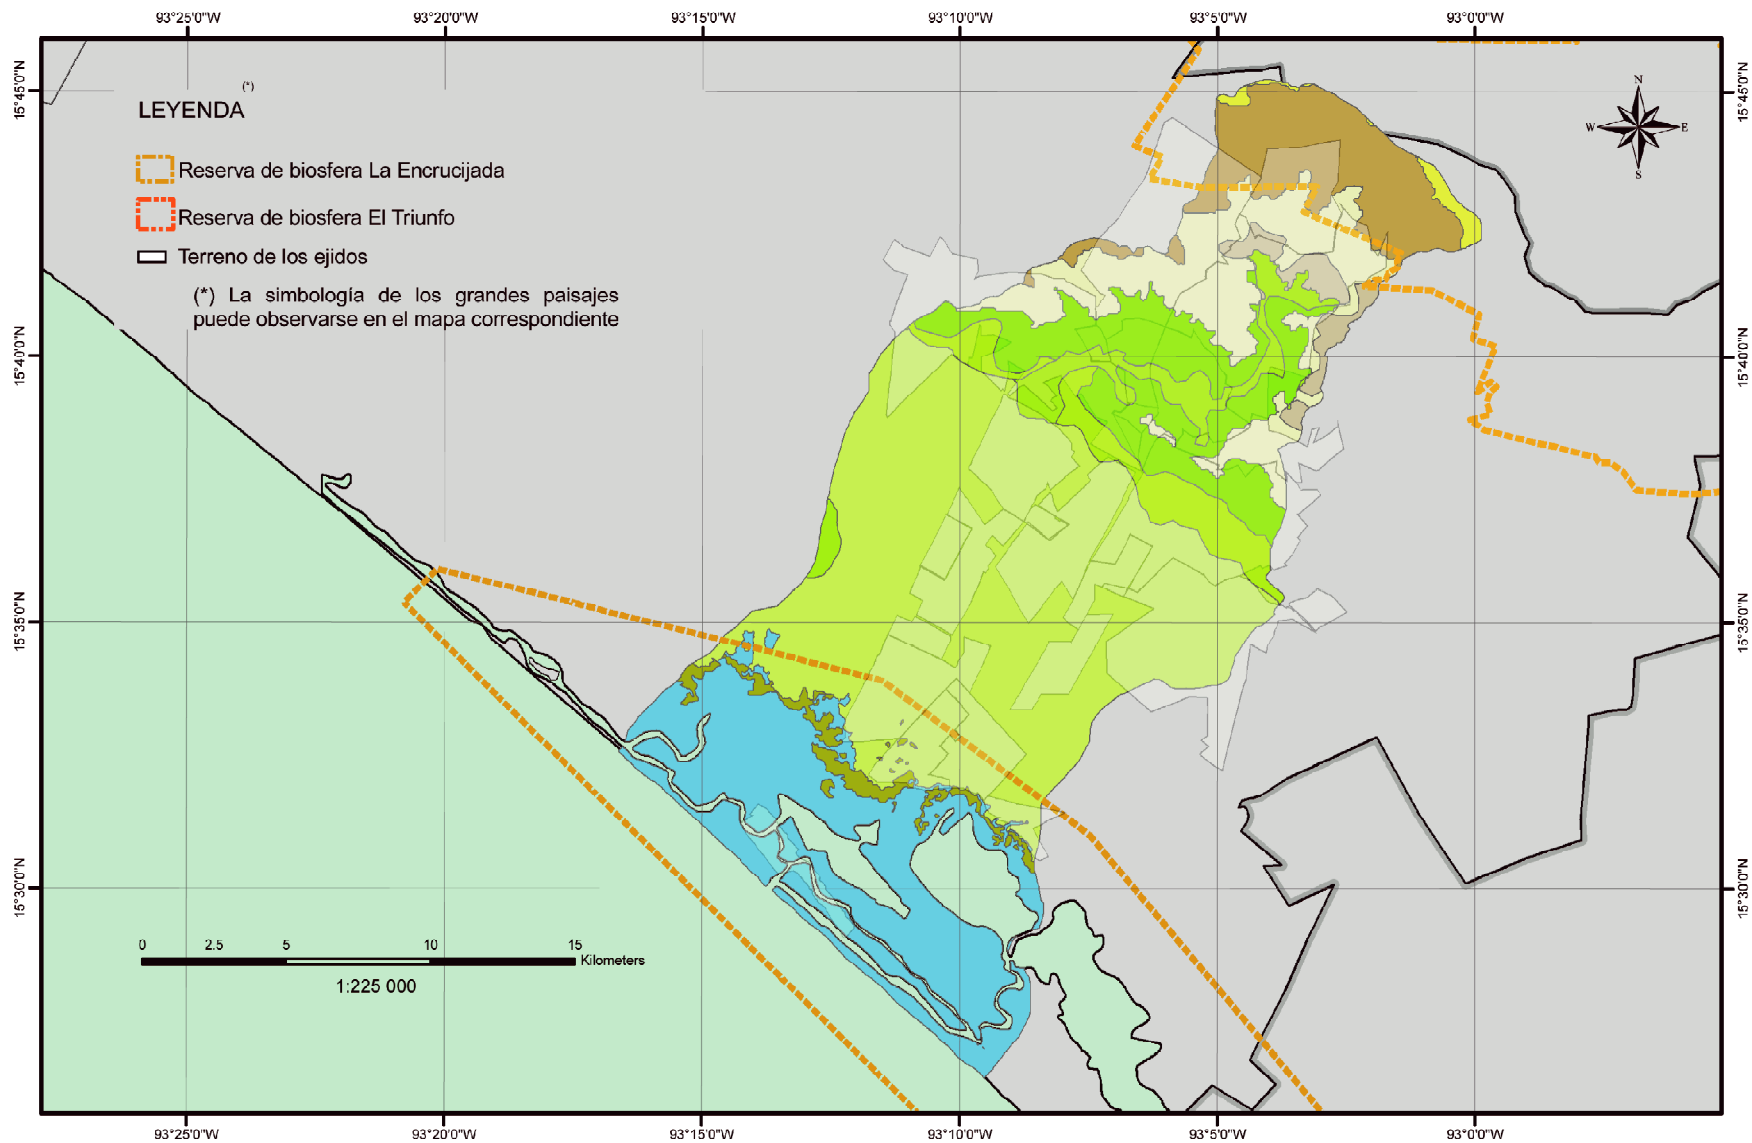 93°25'0"W 93°20'0"W 93°15'0"W 93°10'0"W 93°5'0"W 93°0'0"W
15°45'0"N
15°40'0"N
15°35'0"N
15°30'0"N
(*)
LEYENDA
Reserva de biosfera La Encrucijada
Reserva de biosfera El Triunfo
Terreno de los ejidos
(*) La simbología de los grandes paisajes
puede observarse en el mapa correspondiente
N
W E
S
15°45'0"N
15°40'0"N
15°35'0"N
15°30'0"N
0 2.5 5 10 15
Kilometers
1:225 000
93°25'0"W 93°20'0"W 93°15'0"W 93°10'0"W 93°5'0"W 93°0'0"W